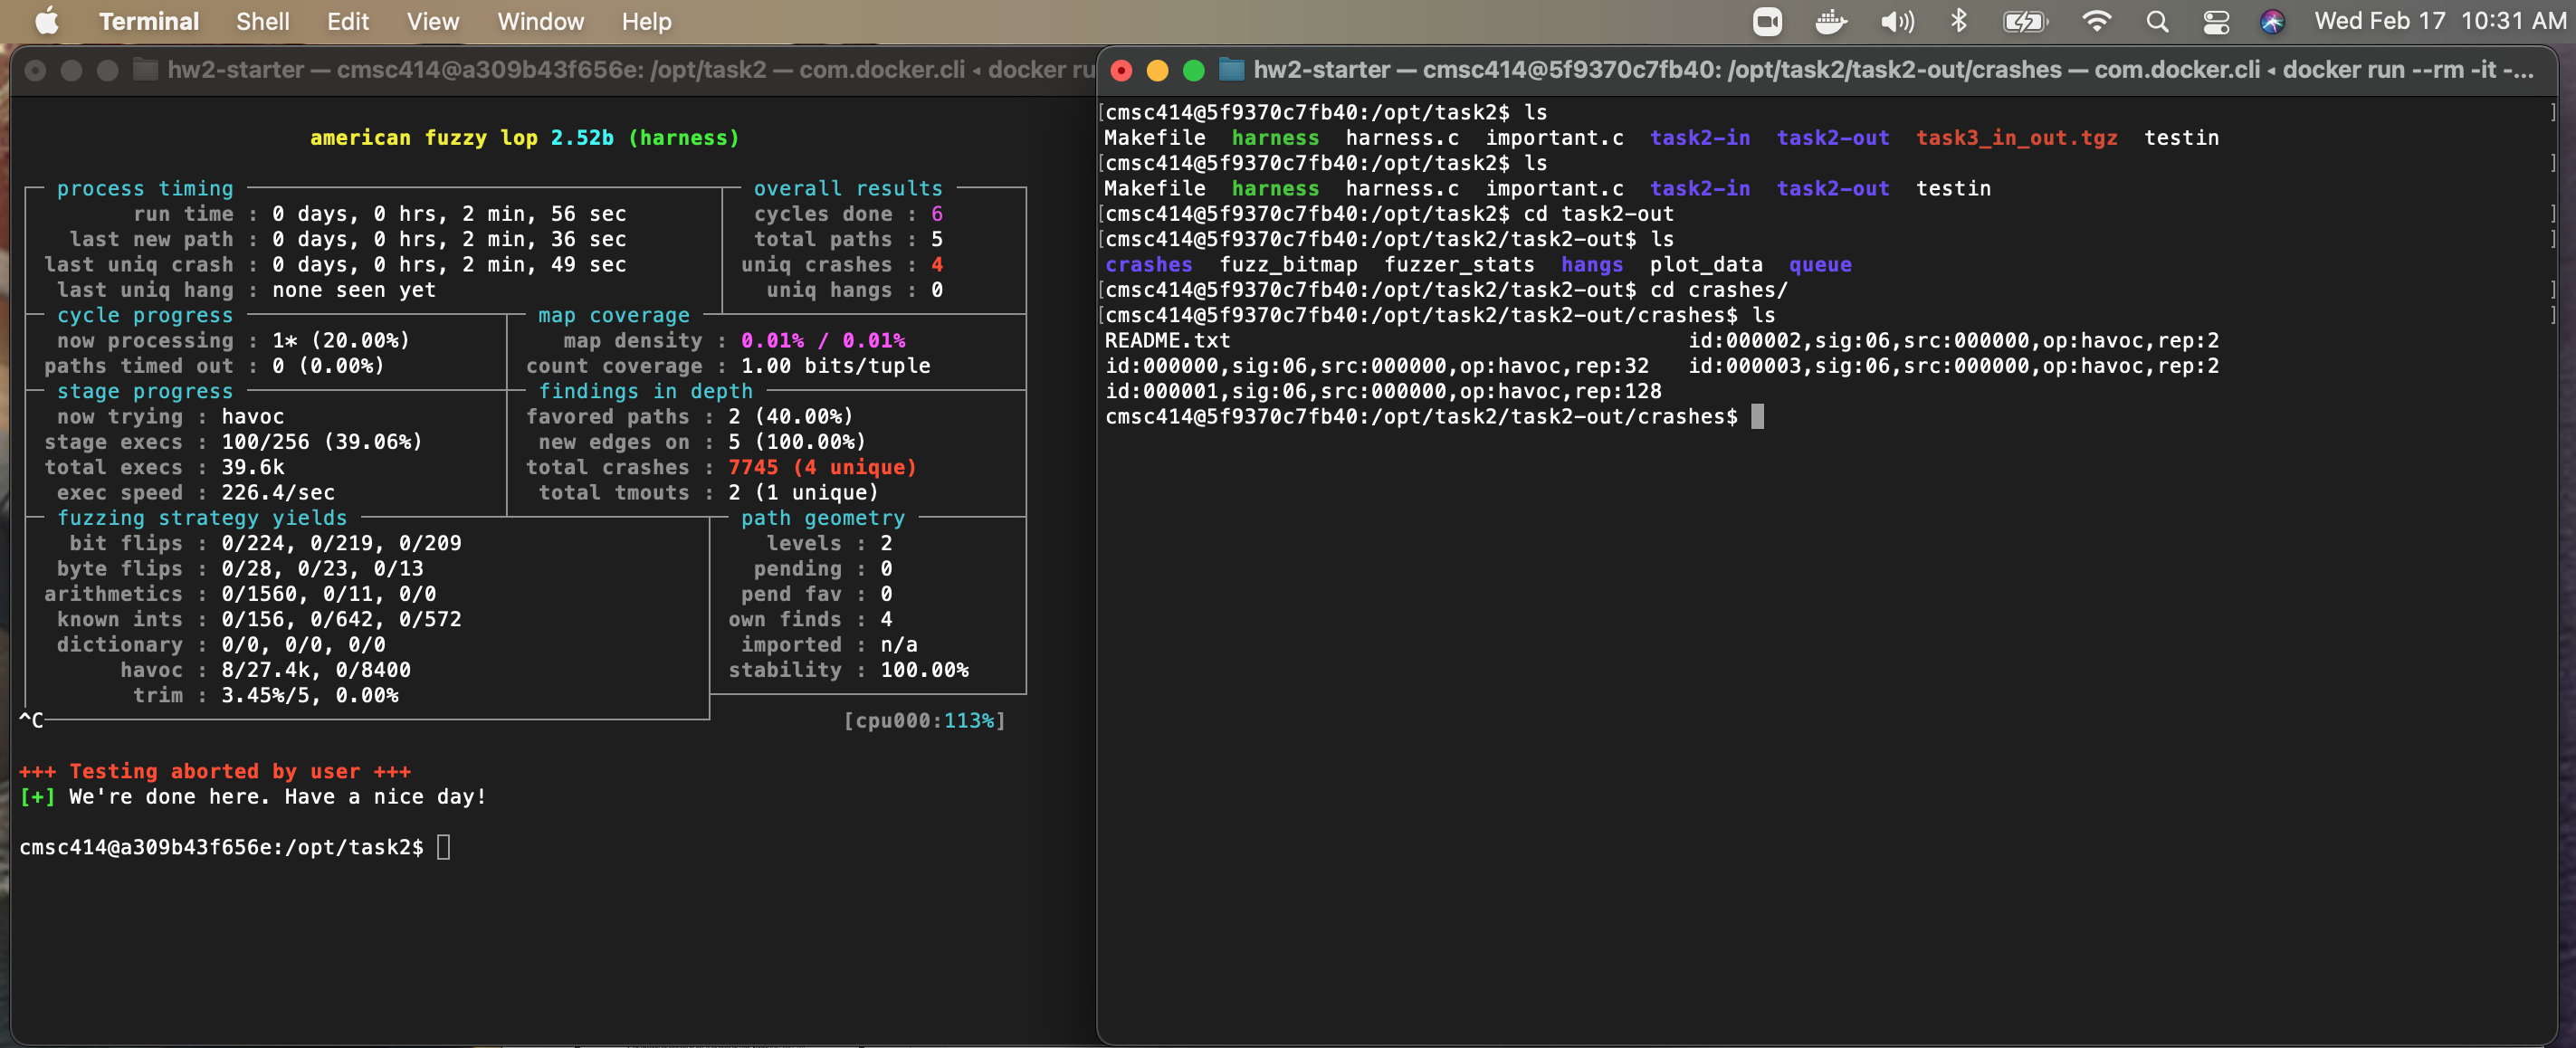 Terminal Shell Edit View Window Help Wed Feb 17 10:31 AM
hw2-starter — cmsc414@a309b43f656e: /opt/task2 — com.docker.cli ◂ docker ru
american fuzzy lop 2.52b (harness)
process timing overall results
run time : 0 days, 0 hrs, 2 min, 56 sec cycles done : 6
last new path : 0 days, 0 hrs, 2 min, 36 sec total paths : 5
last uniq crash : 0 days, 0 hrs, 2 min, 49 sec uniq crashes : 4
last uniq hang : none seen yet uniq hangs : 0
cycle progress map coverage
now processing : 1* (20.00%) map density : 0.01% / 0.01%
paths timed out : 0 (0.00%) count coverage : 1.00 bits/tuple
stage progress findings in depth
now trying : havoc favored paths : 2 (40.00%)
stage execs : 100/256 (39.06%) new edges on : 5 (100.00%)
total execs : 39.6k total crashes : 7745 (4 unique)
exec speed : 226.4/sec total tmouts : 2 (1 unique)
fuzzing strategy yields path geometry
bit flips : 0/224, 0/219, 0/209 levels : 2
byte flips : 0/28, 0/23, 0/13 pending : 0
arithmetics : 0/1560, 0/11, 0/0 pend fav : 0
known ints : 0/156, 0/642, 0/572 own finds : 4
dictionary : 0/0, 0/0, 0/0 imported : n/a
havoc : 8/27.4k, 0/8400 stability : 100.00%
trim : 3.45%/5, 0.00%
^C [cpu000:113%]
+++ Testing aborted by user +++
[+] We're done here. Have a nice day!
cmsc414@a309b43f656e:/opt/task2$
hw2-starter — cmsc414@5f9370c7fb40: /opt/task2/task2-out/crashes — com.docker.cli ◂ docker run --rm -it -...
[cmsc414@5f9370c7fb40:/opt/task2$ ls ]
Makefile harness harness.c important.c task2-in task2-out task3_in_out.tgz testin
[cmsc414@5f9370c7fb40:/opt/task2$ ls ]
Makefile harness harness.c important.c task2-in task2-out testin
[cmsc414@5f9370c7fb40:/opt/task2$ cd task2-out ]
[cmsc414@5f9370c7fb40:/opt/task2/task2-out$ ls ]
crashes fuzz_bitmap fuzzer_stats hangs plot_data queue
[cmsc414@5f9370c7fb40:/opt/task2/task2-out$ cd crashes/ ]
[cmsc414@5f9370c7fb40:/opt/task2/task2-out/crashes$ ls ]
README.txt id:000002,sig:06,src:000000,op:havoc,rep:2
id:000000,sig:06,src:000000,op:havoc,rep:32 id:000003,sig:06,src:000000,op:havoc,rep:2
id:000001,sig:06,src:000000,op:havoc,rep:128
cmsc414@5f9370c7fb40:/opt/task2/task2-out/crashes$